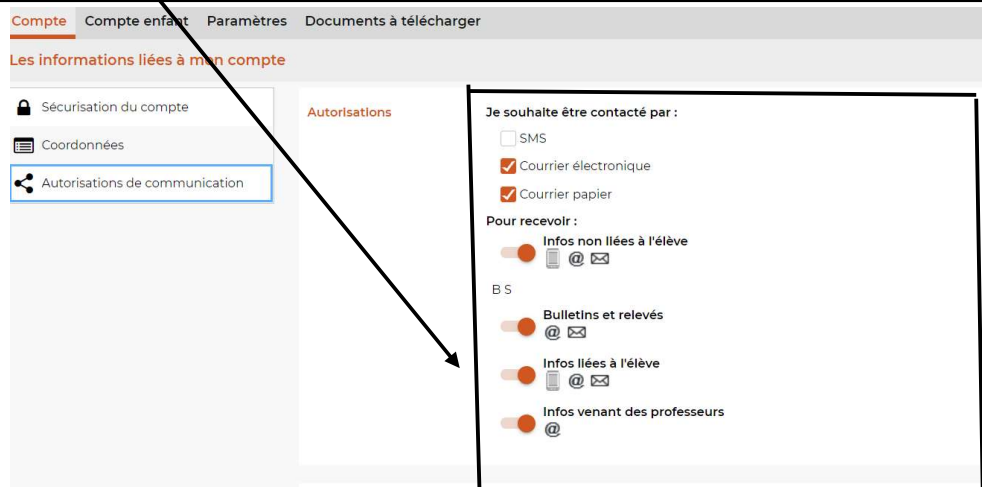 Compte Compte enfant Paramètres Documents à télécharger
Les informations liées à mon compte
Sécurisation du compte
Coordonnées
Autorisations de communication
Autorisations
Je souhaite être contacté par :
SMS
Courrier électronique
Courrier papier
Pour recevoir :
Infos non liées à l'élève
@
B S
Bulletins et relevés
@
Infos liées à l'élève
@
Infos venant des professeurs
@